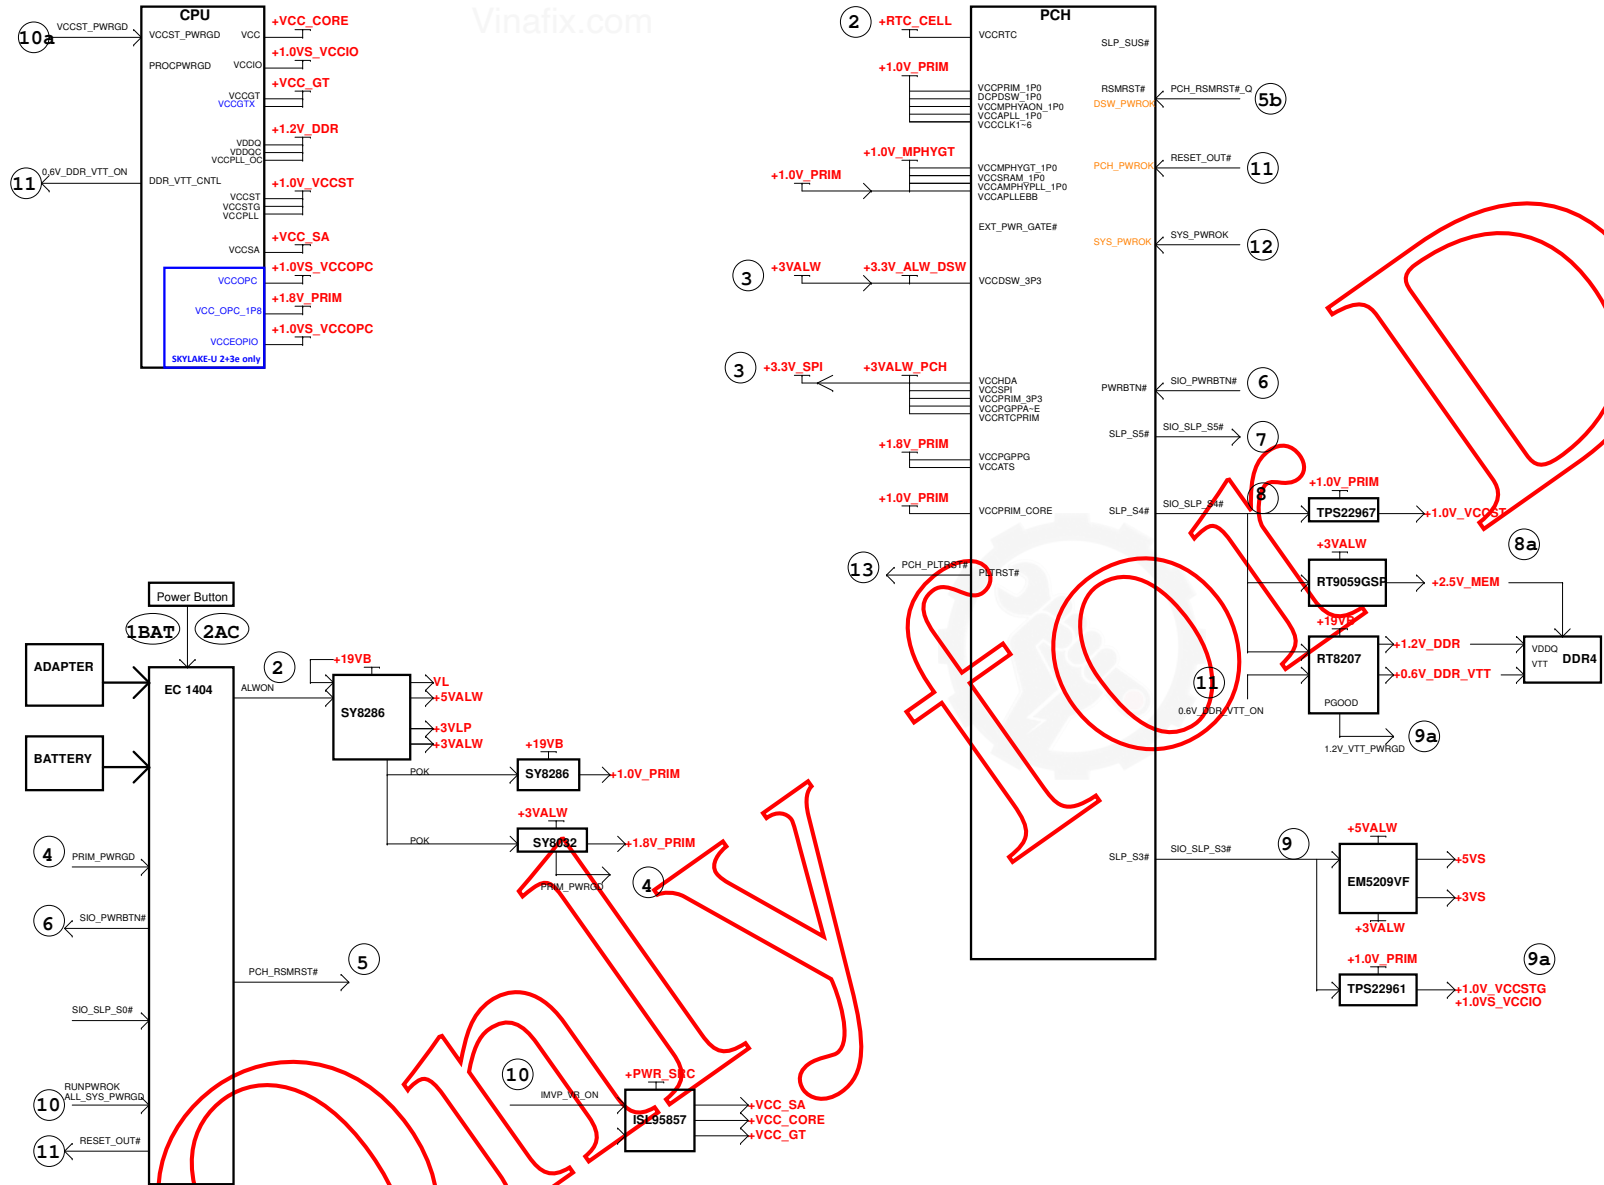 Vinafix.com
CPU
10a
VCCST_PWRGD
VCCST_PWRGD
PROCPWRGD
VCC
+VCC_CORE
VCCIO
+1.0VS_VCCIO
VCCGT
VCCGTX
+VCC_GT
VDDQ
VDDQC
VCCPLL_OC
+1.2V_DDR
11
0.6V_DDR_VTT_ON
DDR_VTT_CNTL
VCCST
VCCSTG
VCCPLL
+1.0V_VCCST
VCCSA
+VCC_SA
VCCOPC
+1.0VS_VCCOPC
VCC_OPC_1P8
+1.8V_PRIM
VCCEOPIO
+1.0VS_VCCOPC
SKYLAKE-U 2+3e only
PCH
2
+RTC_CELL
VCCRTC
+1.0V_PRIM
VCCPRIM_1P0
DCPDSW_1P0
VCCMPHYAON_1P0
VCCAPLL_1P0
VCCCLK1~6
+1.0V_MPHYGT
+1.0V_PRIM
VCCMPHYGT_1P0
VCCSRAM_1P0
VCCAMPHYPLL_1P0
VCCAPLLEBB
EXT_PWR_GATE#
3
+3VALW
+3.3V_ALW_DSW
VCCDSW_3P3
3
+3.3V_SPI
+3VALW_PCH
VCCHDA
VCCSPI
VCCPRIM_3P3
VCCPGPPA~E
VCCRTCPRIM
+1.8V_PRIM
VCCPGPPG
VCCATS
+1.0V_PRIM
VCCPRIM_CORE
13
PCH_PLTRST#
PLTRST#
SLP_SUS#
RSMRST#
DSW_PWROK
PCH_RSMRST#_Q
5b
PCH_PWROK
RESET_OUT#
11
SYS_PWROK
SYS_PWROK
12
PWRBTN#
SIO_PWRBTN#
6
SLP_S5#
SIO_SLP_S5#
7
SLP_S4#
SIO_SLP_S4#
8
+1.0V_PRIM
TPS22967
+1.0V_VCCST
8a
+3VALW
RT9059GSP
+2.5V_MEM
+19VB
RT8207
PGOOD
+1.2V_DDR
+0.6V_DDR_VTT
VDDQ
VTT
DDR4
11
0.6V_DDR_VTT_ON
1.2V_VTT_PWRGD
9a
SLP_S3#
SIO_SLP_S3#
9
+5VALW
EM5209VF
+5VS
+3VS
+3VALW
+1.0V_PRIM
TPS22961
9a
+1.0V_VCCSTG
+1.0VS_VCCIO
Power Button
1BAT
2AC
ADAPTER
BATTERY
EC 1404
2
ALWON
+19VB
SY8286
VL
+5VALW
+3VLP
+3VALW
POK
+19VB
SY8286
+1.0V_PRIM
POK
+3VALW
SY8032
+1.8V_PRIM
PRIM_PWRGD
4
4
PRIM_PWRGD
6
SIO_PWRBTN#
PCH_RSMRST#
5
SIO_SLP_S0#
10
RUNPWROK
ALL_SYS_PWRGD
11
RESET_OUT#
10
IMVP_VR_ON
+PWR_SRC
ISL95857
+VCC_SA
+VCC_CORE
+VCC_GT
only for D